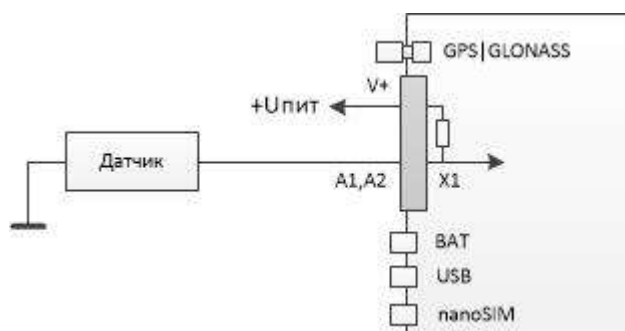 GPS|GLONASS
V+
+Uпит
Датчик
A1,A2
X1
BAT
USB
nanoSIM